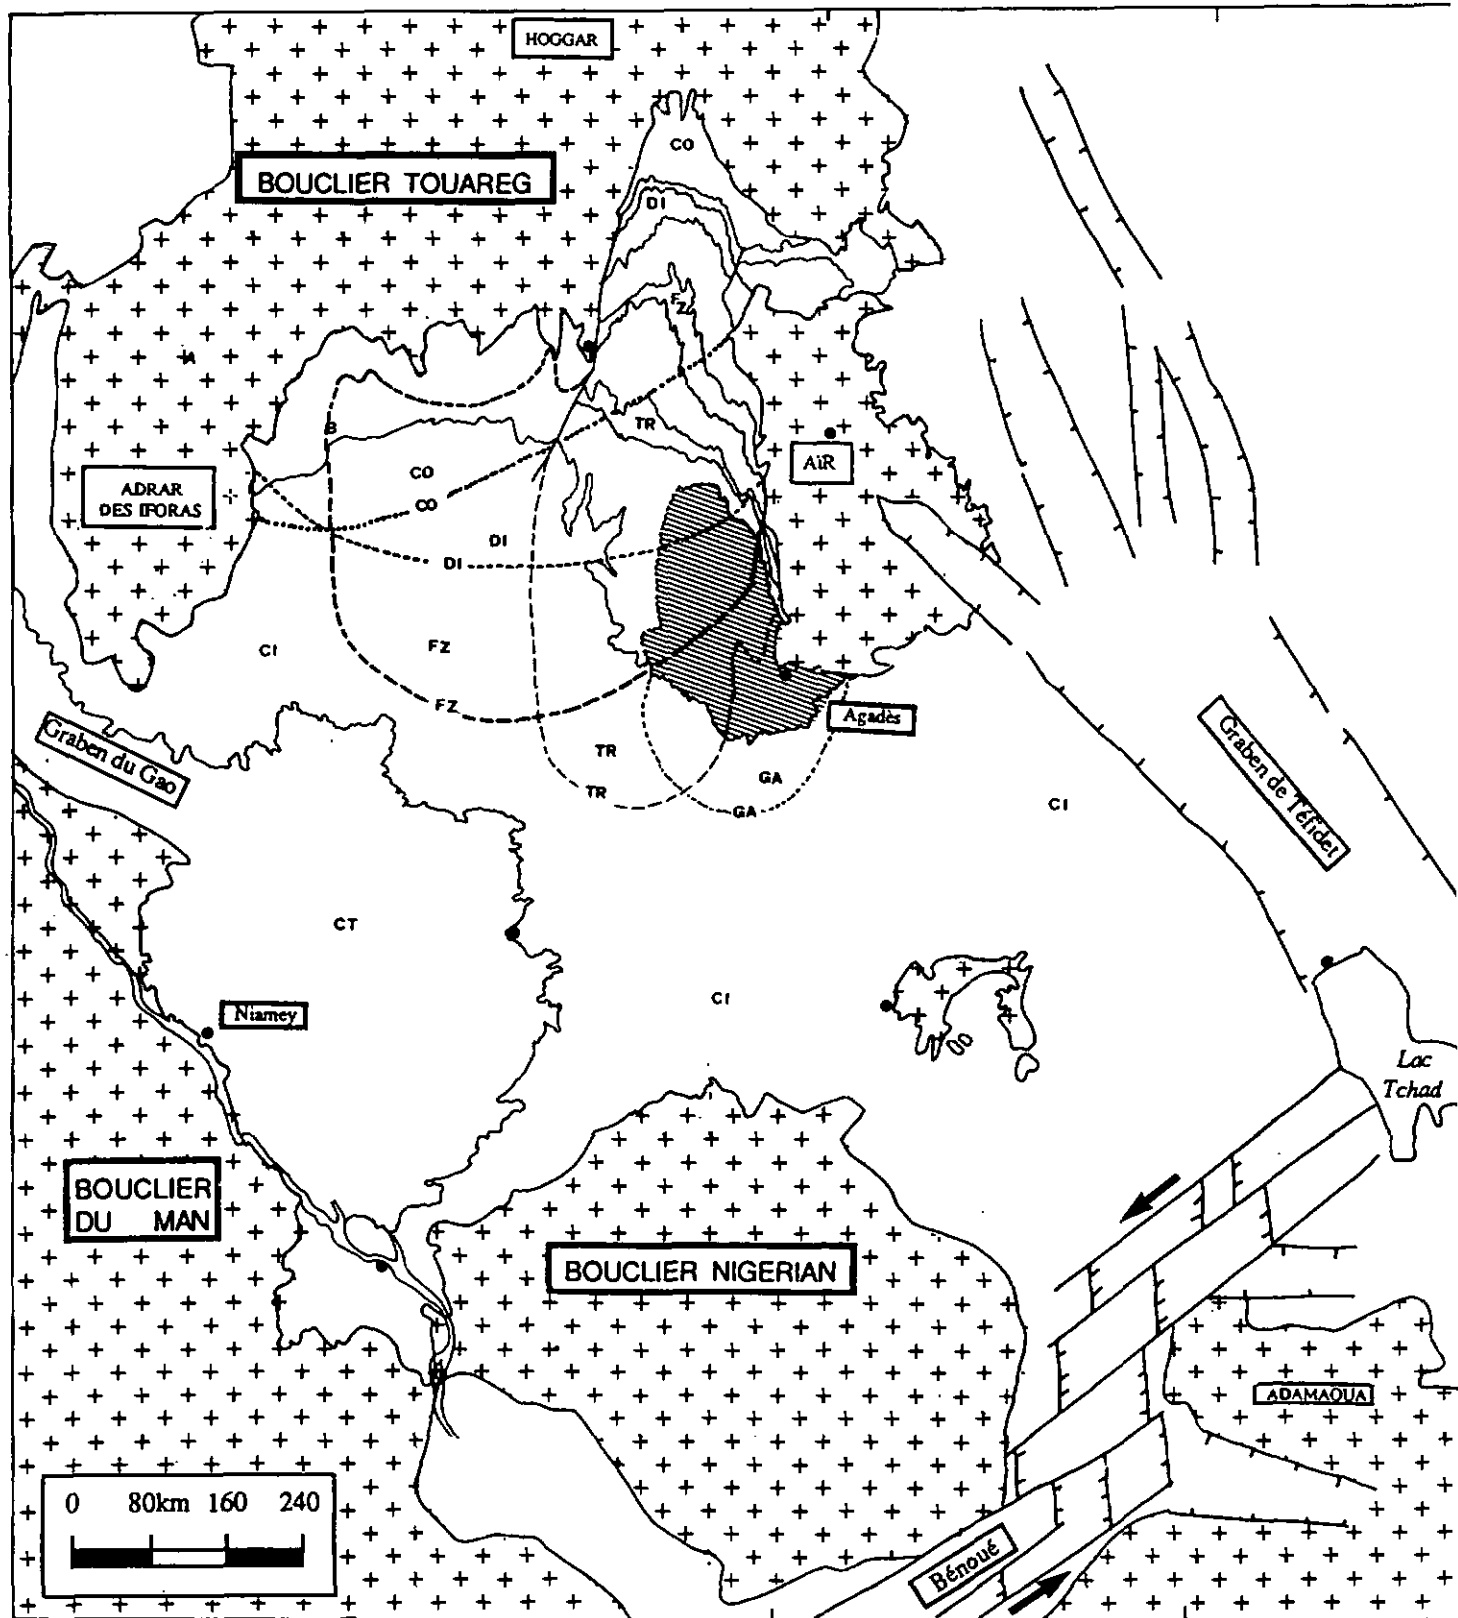 HOGGAR
CO
BOUCLIER TOUAREG
DI
FZ
A
B
TR
AïR
CO
ADRAR
DES IFORAS
CO
DI
DI
CI
FZ
FZ
Agadès
Graben du Gao
TR
GA
TR
GA
CI
Graben de Téfidet
CT
CI
Niamey
Lac
Tchad
BOUCLIER
DU MAN
BOUCLIER NIGERIAN
ADAMAOUA
0 80km 160 240
Bénoué